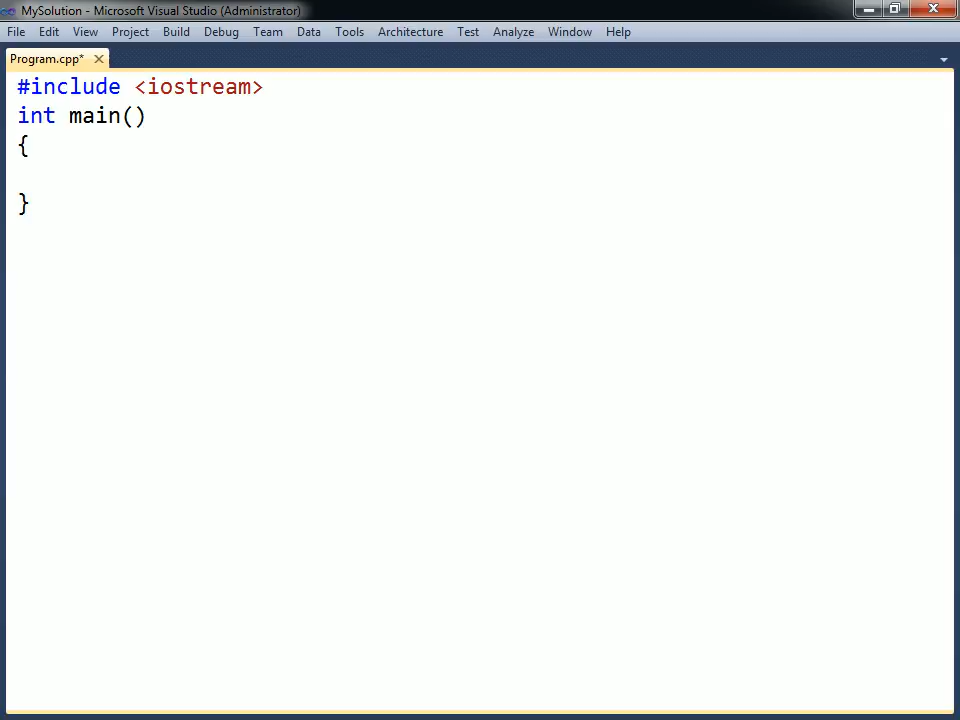 MySolution - Microsoft Visual Studio (Administrator)
File Edit View Project Build Debug Team Data Tools Architecture Test Analyze Window Help
Program.cpp*
#include <iostream>
int main()
{
}